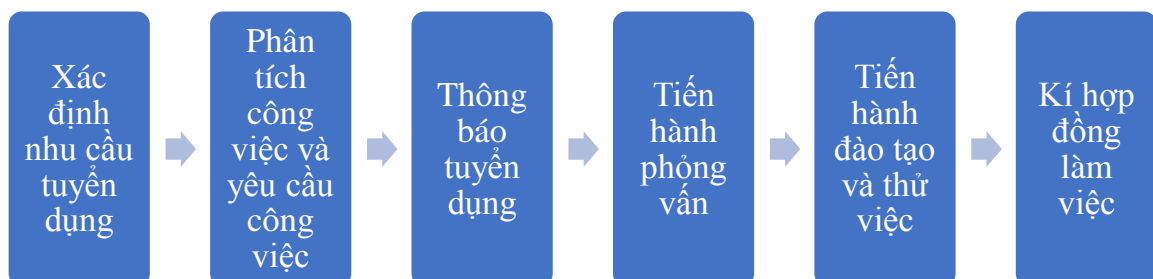 Xác
định
nhu cầu
tuyển
dụng
Phân
tích
công
việc và
yêu cầu
công
việc
Thông
báo
tuyển
dụng
Tiến
hành
phỏng
vấn
Tiến
hành
đào tạo
và thử
việc
Kí hợp
đồng
làm
việc